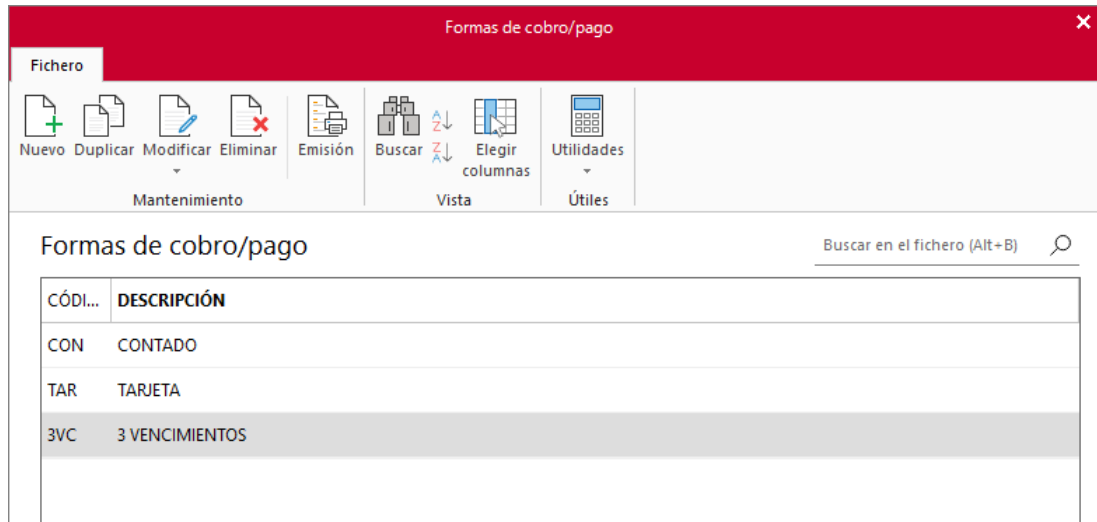 Formas de cobro/pago
Fichero
Nuevo Duplicar Modificar Eliminar Emisión Buscar Elegir columnas Utilidades
Mantenimiento Vista Útiles
Formas de cobro/pago
Buscar en el fichero (Alt+B)
CÓDI... DESCRIPCIÓN
CON CONTADO
TAR TARJETA
3VC 3 VENCIMIENTOS